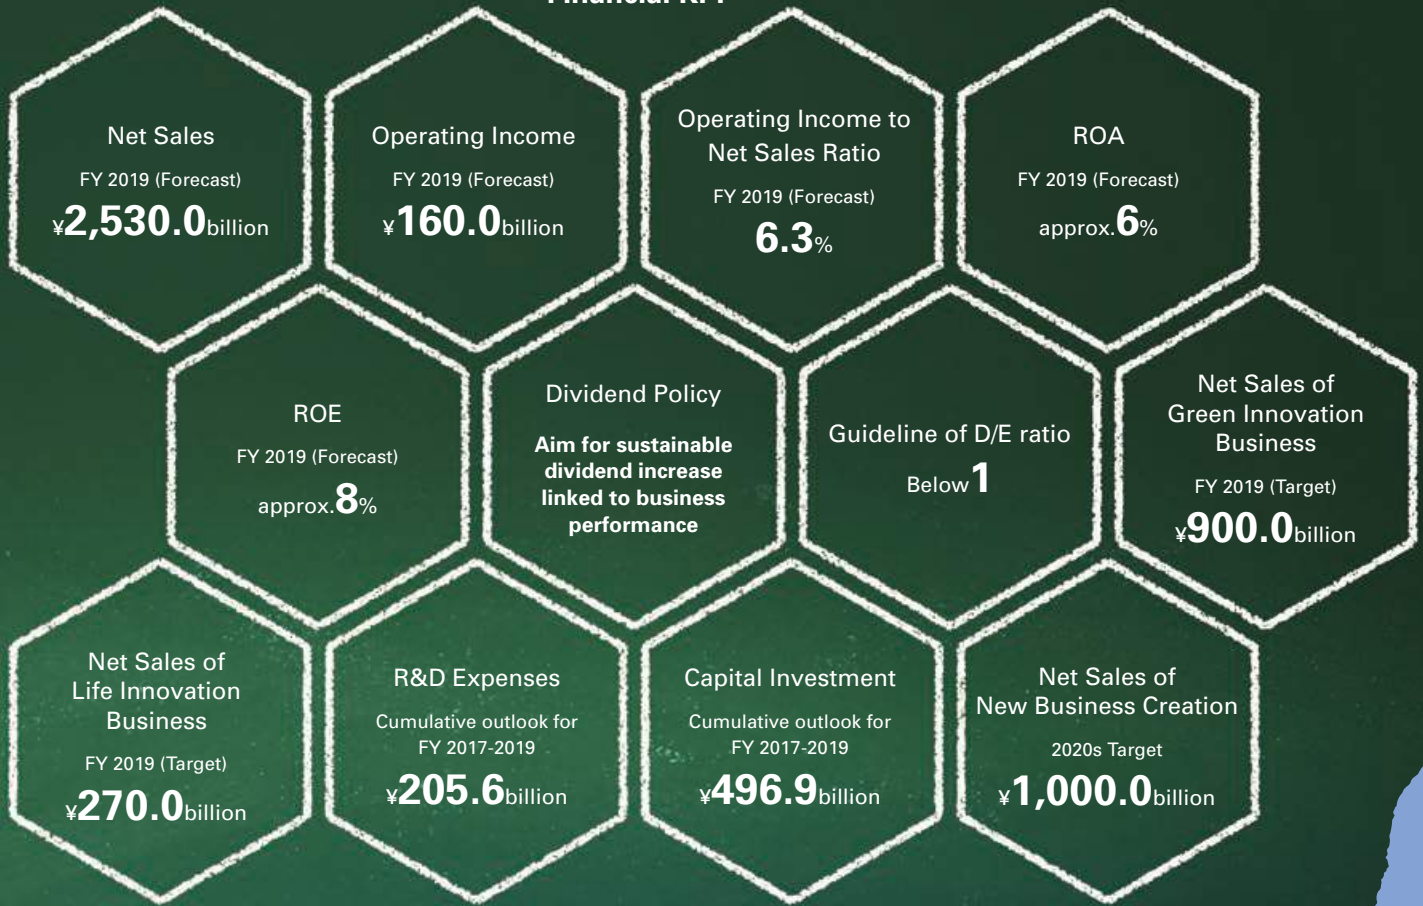 Financial KPI
Net Sales
FY 2019 (Forecast)
¥2,530.0billion
Operating Income
FY 2019 (Forecast)
¥160.0billion
Operating Income to
Net Sales Ratio
FY 2019 (Forecast)
6.3%
ROA
FY 2019 (Forecast)
approx.6%
ROE
FY 2019 (Forecast)
approx.8%
Dividend Policy
Aim for sustainable
dividend increase
linked to business
performance
Guideline of D/E ratio
Below1
Net Sales of
Green Innovation
Business
FY 2019 (Target)
¥900.0billion
Net Sales of
Life Innovation
Business
FY 2019 (Target)
¥270.0billion
R&D Expenses
Cumulative outlook for
FY 2017-2019
¥205.6billion
Capital Investment
Cumulative outlook for
FY 2017-2019
¥496.9billion
Net Sales of
New Business Creation
2020s Target
¥1,000.0billion